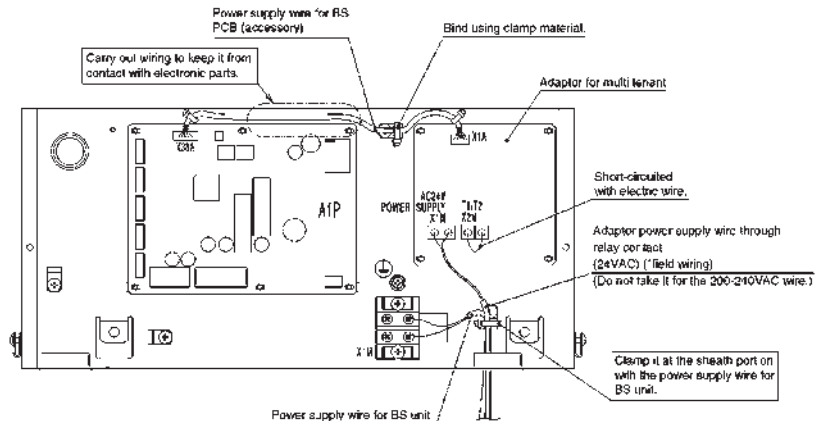 Power supply wire for BS
PCB (accessory)
Bind using clamp material.
Carry out wiring to keep it from
contact with electronic parts.
Adaptor for multi tenant
X1A
A1P
POWER SUPPLY
AC24V
X1M
T1T2
X2M
Short-circuited
with electric wire.
Adaptor power supply wire through
relay contact
(24VAC) (*field wiring)
(Do not take it for the 200-240VAC wire.)
X1M
Clamp it at the sheath port on
with the power supply wire for
BS unit.
Power supply wire for BS unit